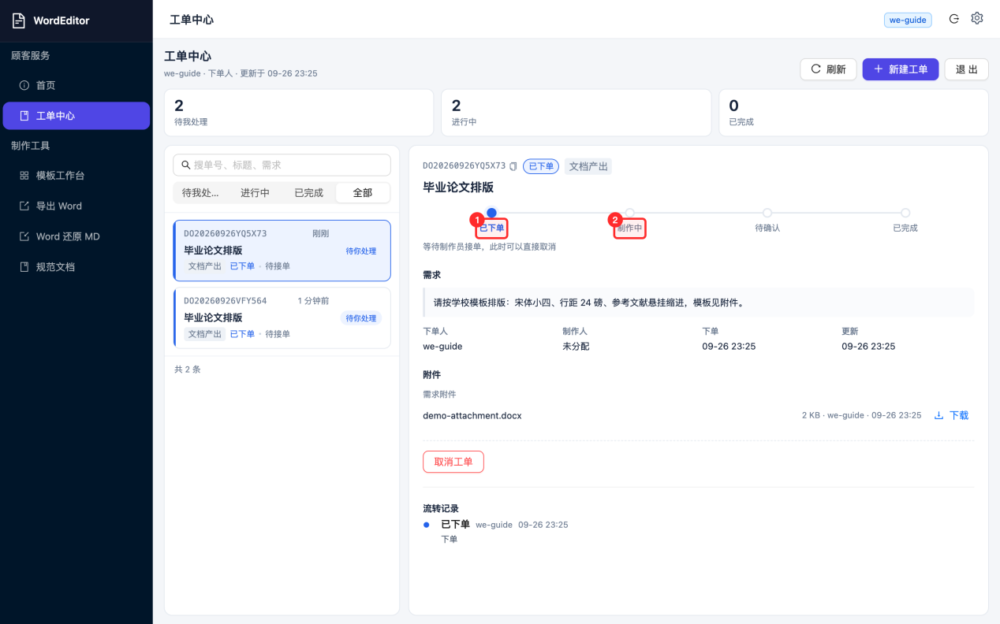 WordEditor
顾客服务
首页
工单中心
制作工具
模板工作台
导出 Word
Word 还原 MD
规范文档
工单中心
we-guide
工单中心
we-guide · 下单人 · 更新于 09-26 23:25
刷新
新建工单
退 出
2
待我处理
2
进行中
0
已完成
搜单号、标题、需求
待我处...
进行中
已完成
全部
DO20260926YQ5X73
刚刚
毕业论文排版
待你处理
文档产出 已下单 · 待接单
DO20260926VFY564
1 分钟前
毕业论文排版
待你处理
文档产出 已下单 · 待接单
共 2 条
DO20260926YQ5X73
已下单
文档产出
毕业论文排版
1
已下单
2
制作中
待确认
已完成
等待制作员接单，此时可以直接取消
需求
请按学校模板排版：宋体小四、行距 24 磅、参考文献悬挂缩进，模板见附件。
下单人
制作人
下单
更新
we-guide
未分配
09-26 23:25
09-26 23:25
附件
需求附件
demo-attachment.docx
2 KB · we-guide · 09-26 23:25
下载
取消工单
流转记录
已下单 we-guide 09-26 23:25
下单